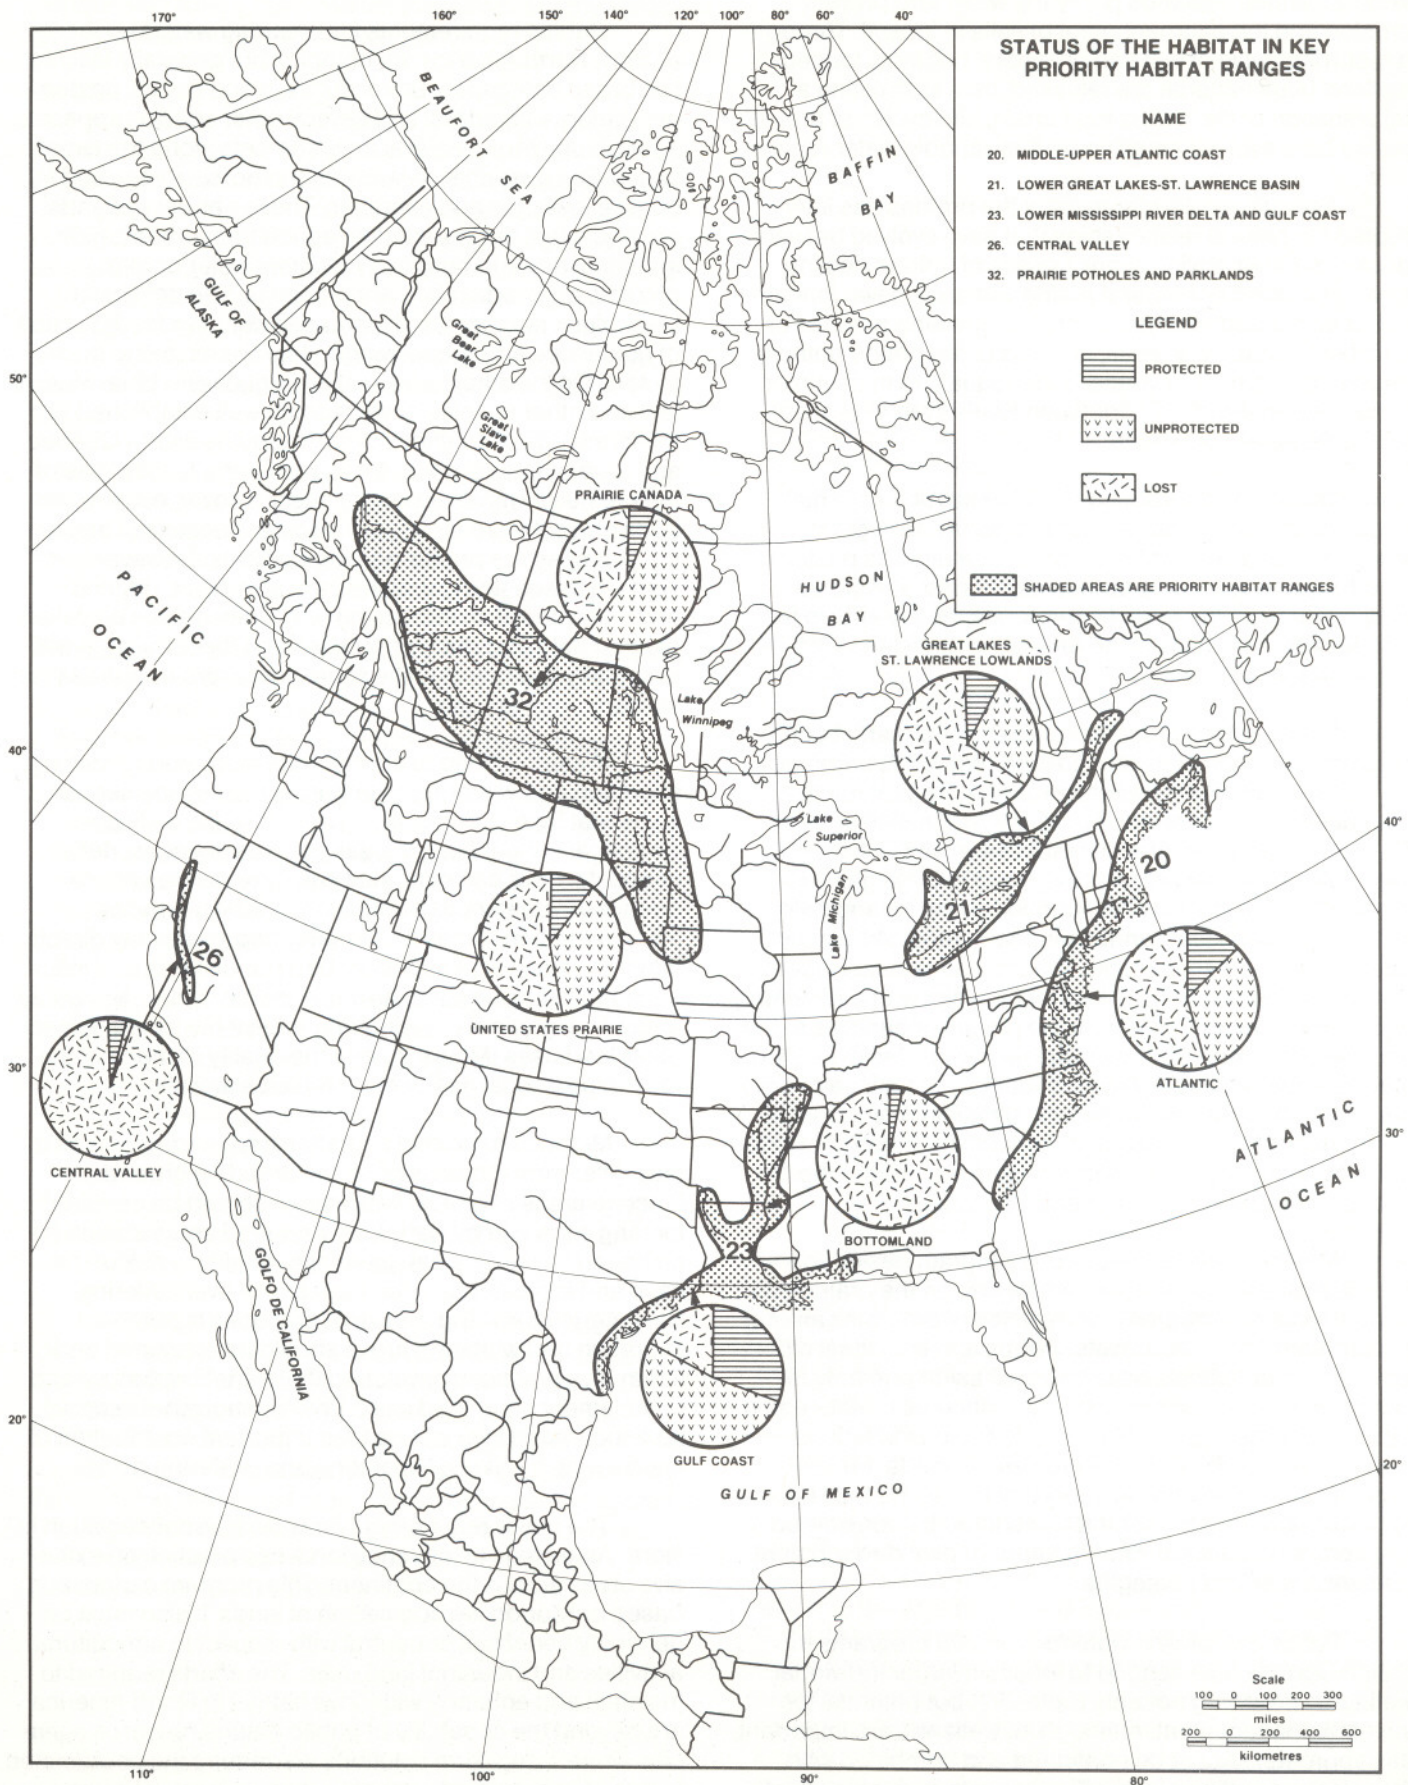 170°
160°
150°
140°
120°
100°
80°
60°
40°
STATUS OF THE HABITAT IN KEY
PRIORITY HABITAT RANGES
NAME
20. MIDDLE-UPPER ATLANTIC COAST
21. LOWER GREAT LAKES-ST. LAWRENCE BASIN
23. LOWER MISSISSIPPI RIVER DELTA AND GULF COAST
26. CENTRAL VALLEY
32. PRAIRIE POTHOLES AND PARKLANDS
LEGEND
PROTECTED
UNPROTECTED
LOST
SHADED AREAS ARE PRIORITY HABITAT RANGES
BEAUFORT
SEA
BAFFIN
BAY
GULF OF
ALASKA
Great
Bear
Lake
50°
Great
Slave
Lake
PRAIRIE CANADA
PACIFIC
OCEAN
HUDSON
BAY
GREAT LAKES
ST. LAWRENCE LOWLANDS
32
Lake
Winnipeg
40°
Lake
Superior
40°
20
Lake Michigan
21
26
UNITED STATES PRAIRIE
30°
ATLANTIC
CENTRAL VALLEY
ATLANTIC
OCEAN
30°
BOTTOMLAND
23
GOLFO DE CALIFORNIA
20°
GULF COAST
GULF OF MEXICO
20°
Scale
100 0 100 200 300
miles
200 0 200 400 600
kilometres
110°
100°
90°
80°